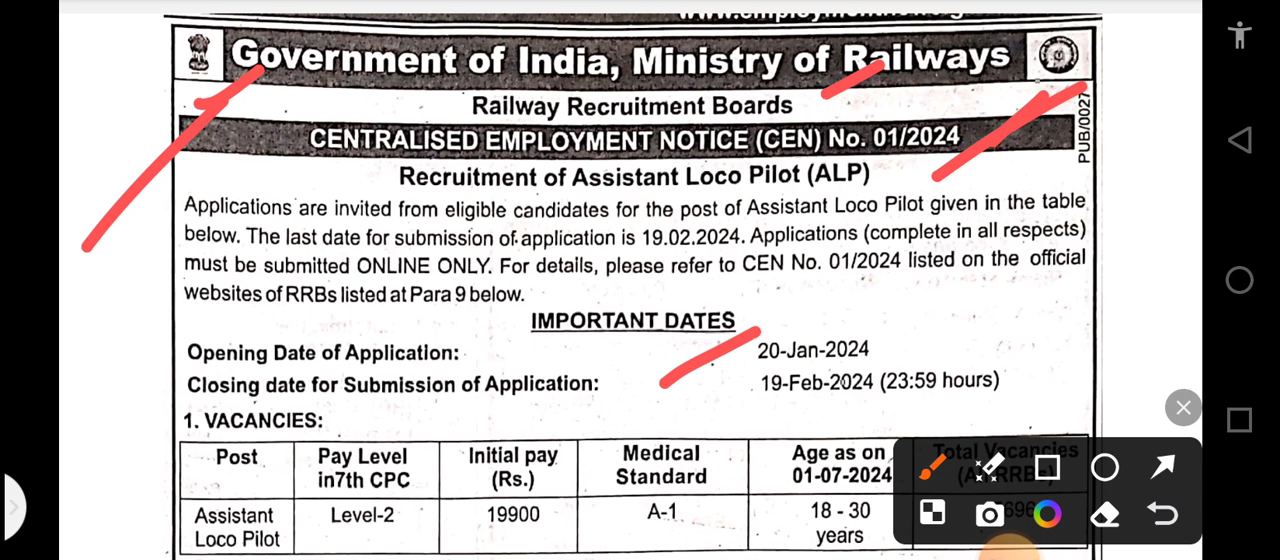 Government of India, Ministry of Railways
Railway Recruitment Boards
PUB/0027
CENTRALISED EMPLOYMENT NOTICE (CEN) No. 01/2024
Recruitment of Assistant Loco Pilot (ALP)
Applications are invited from eligible candidates for the post of Assistant Loco Pilot given in the table
below. The last date for submission of application is 19.02.2024. Applications (complete in all respects)
must be submitted ONLINE ONLY. For details, please refer to CEN No. 01/2024 listed on the official
websites of RRBs listed at Para 9 below.
IMPORTANT DATES
Opening Date of Application: 20-Jan-2024
Closing date for Submission of Application: 19-Feb-2024 (23:59 hours)
1. VACANCIES:
Post Pay Level Initial pay Medical Age as on Total Vacancies
in7th CPC (Rs.) Standard 01-07-2024
Assistant Level-2 19900 A-1 18 - 30
Loco Pilot years